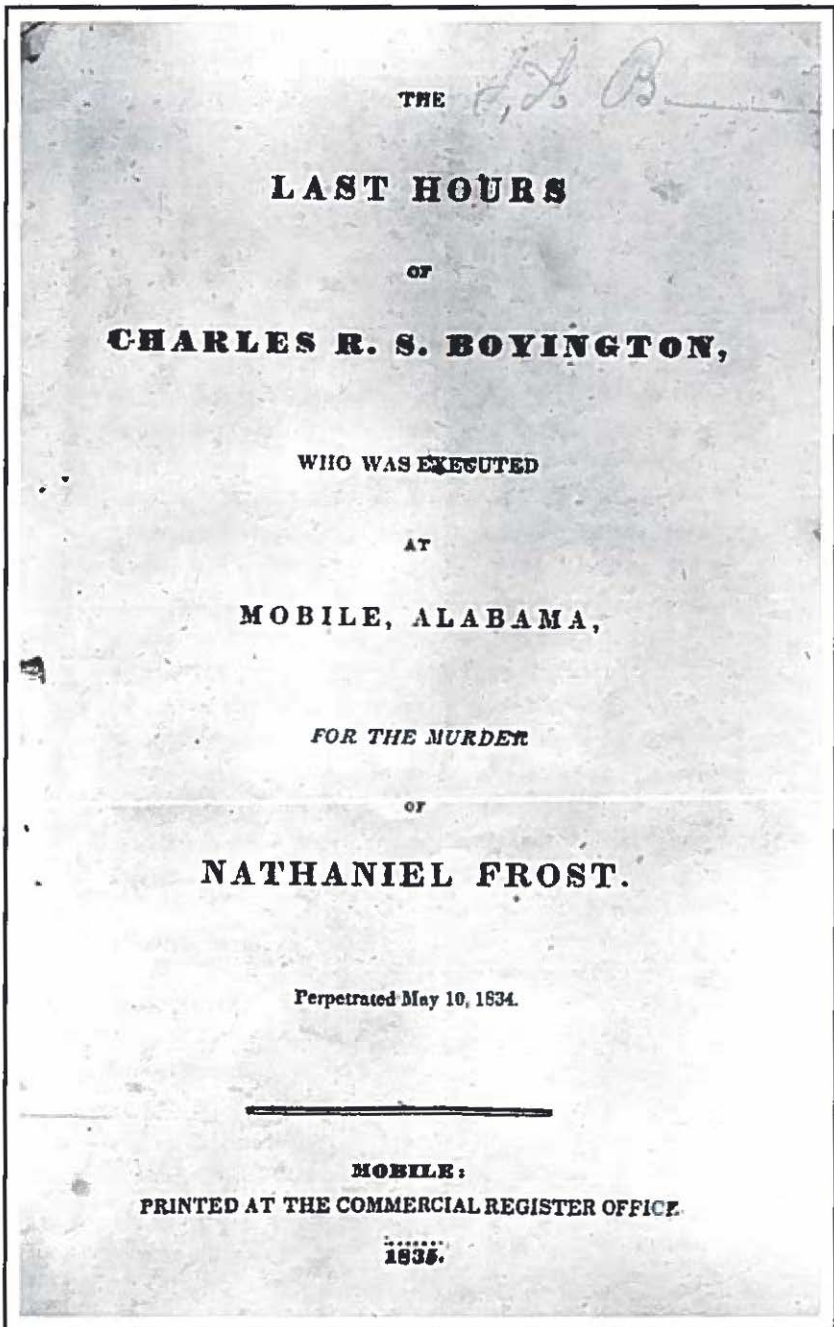 THE
LAST HOURS
OF
CHARLES R. S. BOYINGTON,
WHO WAS EXECUTED
AT
MOBILE, ALABAMA,
FOR THE MURDER
OF
NATHANIEL FROST.
Perpetrated May 10, 1834.
MOBILE:
PRINTED AT THE COMMERCIAL REGISTER OFFICE
1835.